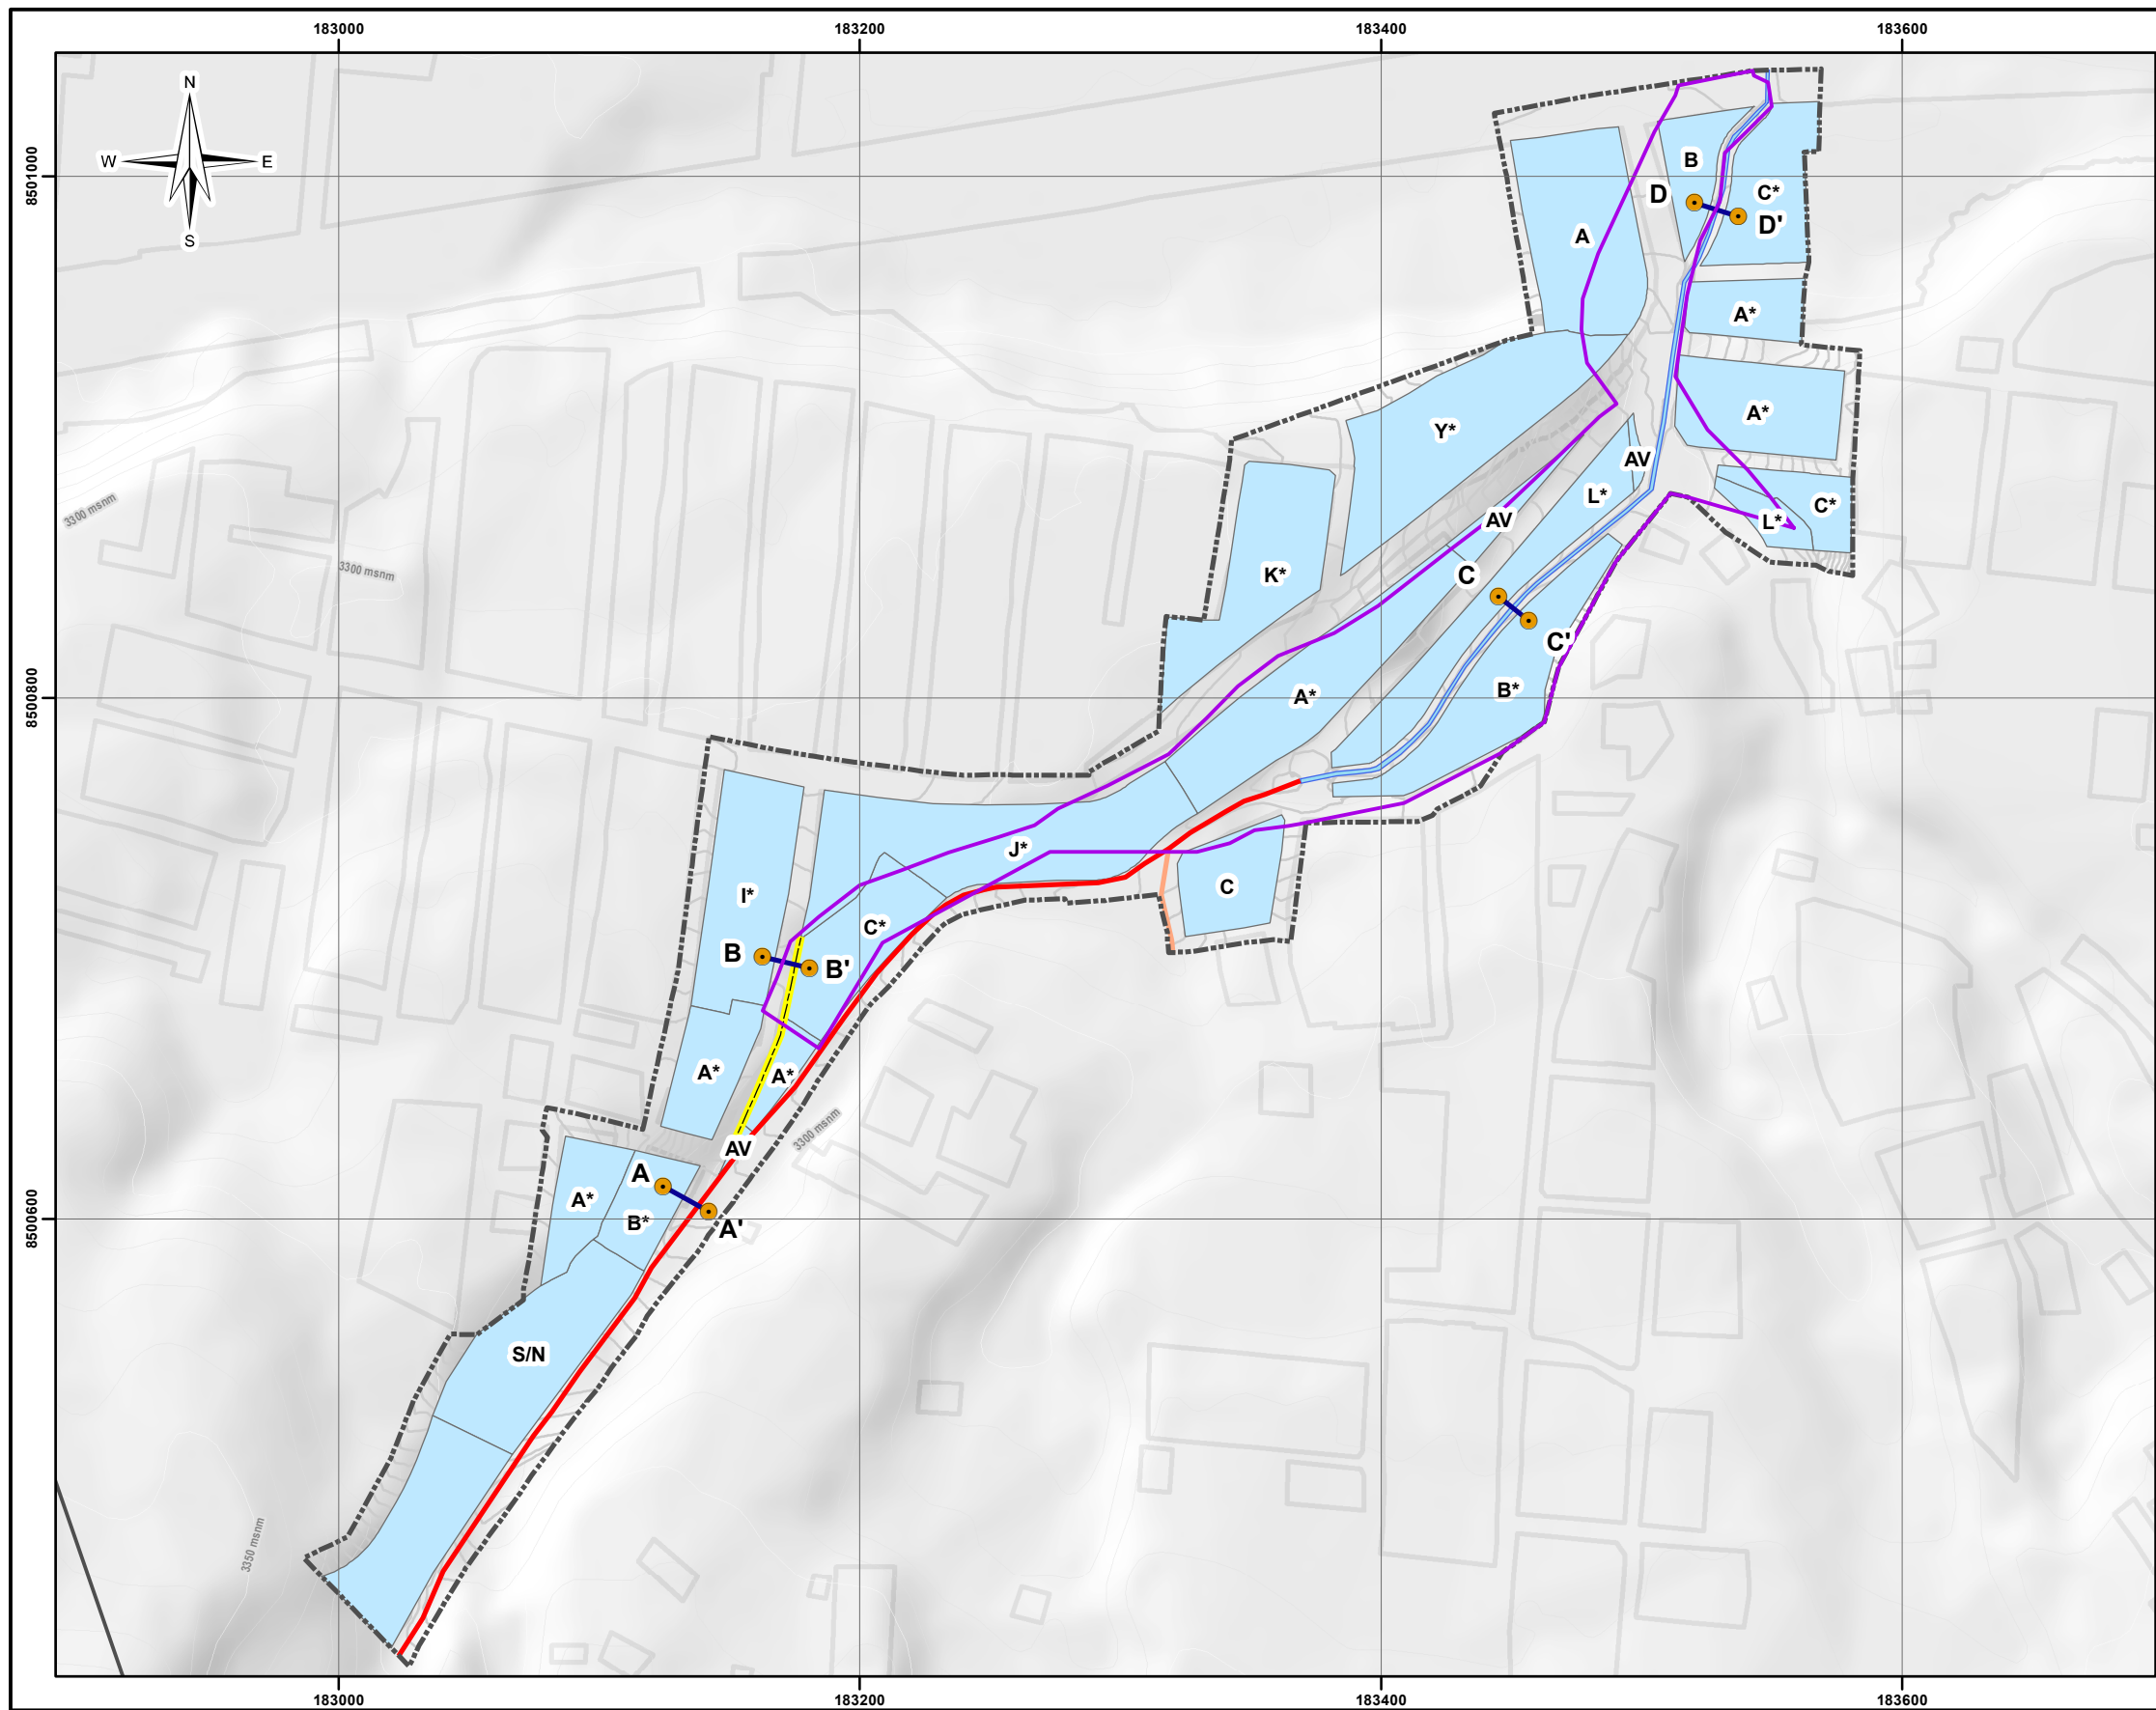 183000 183200 183400 183600
N
W E
S
8501000
8500800
8500600
B
D
C*
D'
A
A*
A*
Y*
AV
L*
C*
L*
AV
3300 msnm
3300 msnm
K*
C
C'
B*
A*
J*
C
I*
C*
B
B'
A*
A*
3300 msnm
AV
A
A*
B*
A'
S/N
3350 msnm
183000 183200 183400 183600